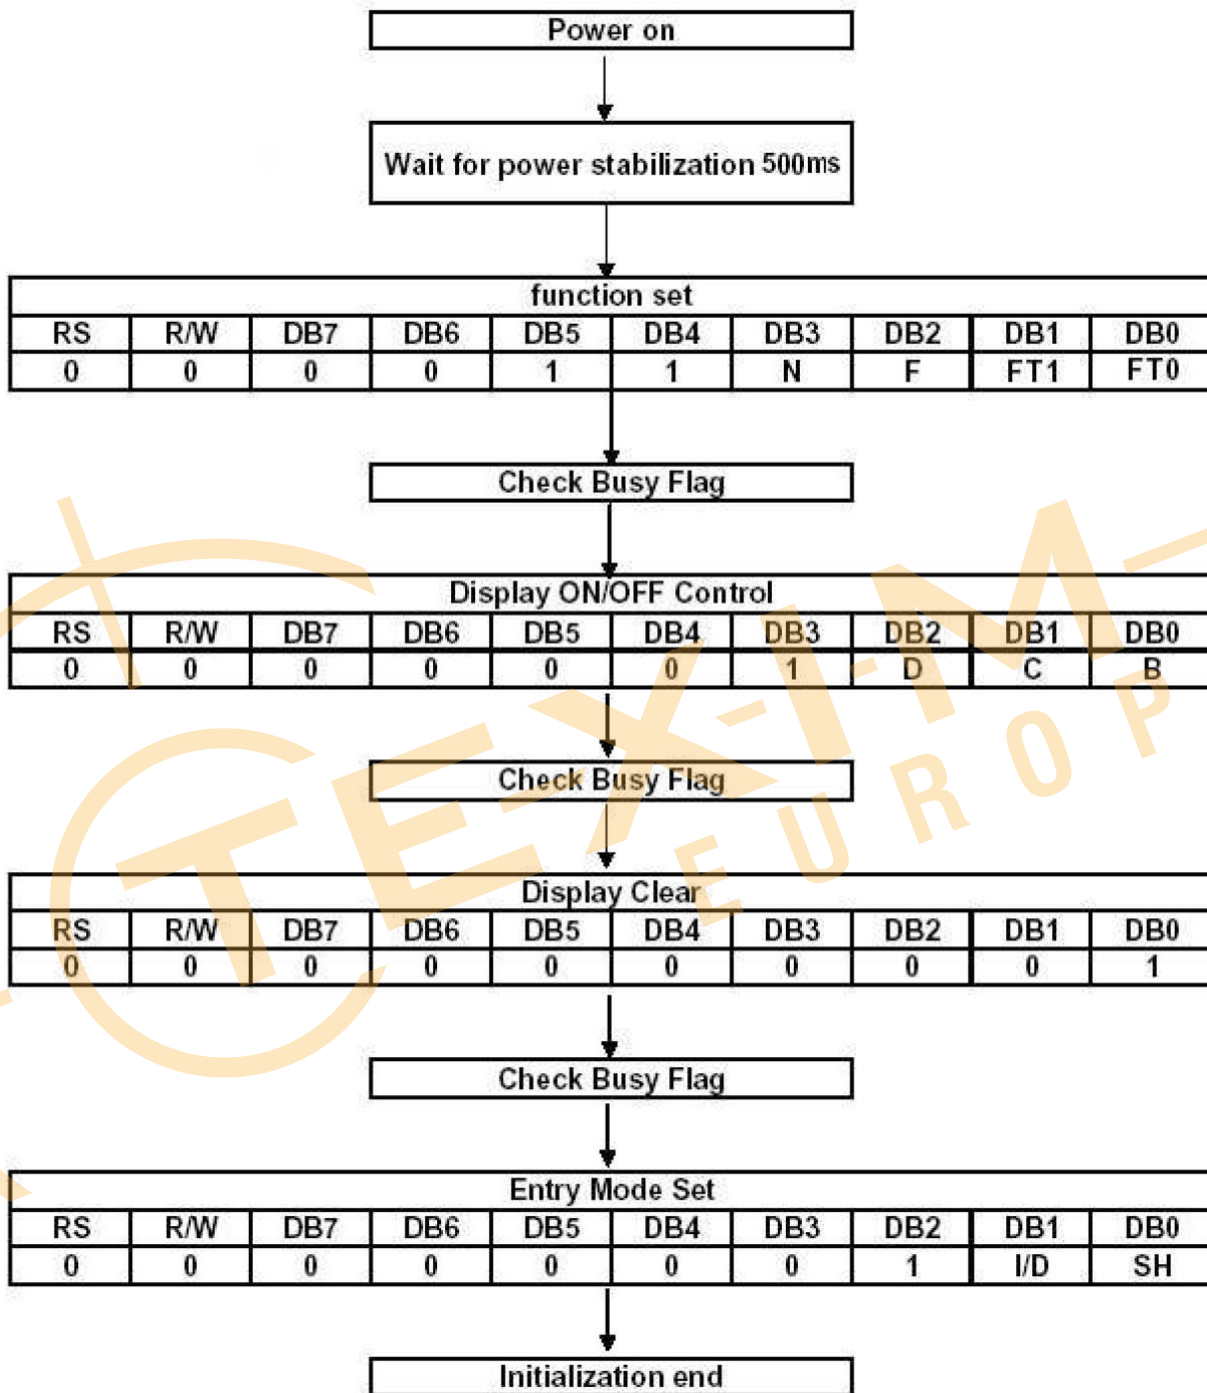 Power on
Wait for power stabilization 500ms
function set
RS R/W DB7 DB6 DB5 DB4 DB3 DB2 DB1 DB0
0 0 0 0 1 1 N F FT1 FT0
Check Busy Flag
Display ON/OFF Control
RS R/W DB7 DB6 DB5 DB4 DB3 DB2 DB1 DB0
0 0 0 0 0 0 1 D C B
Check Busy Flag
Display Clear
RS R/W DB7 DB6 DB5 DB4 DB3 DB2 DB1 DB0
0 0 0 0 0 0 0 0 0 1
Check Busy Flag
Entry Mode Set
RS R/W DB7 DB6 DB5 DB4 DB3 DB2 DB1 DB0
0 0 0 0 0 0 0 1 I/D SH
Initialization end
TEXIM
EUROP